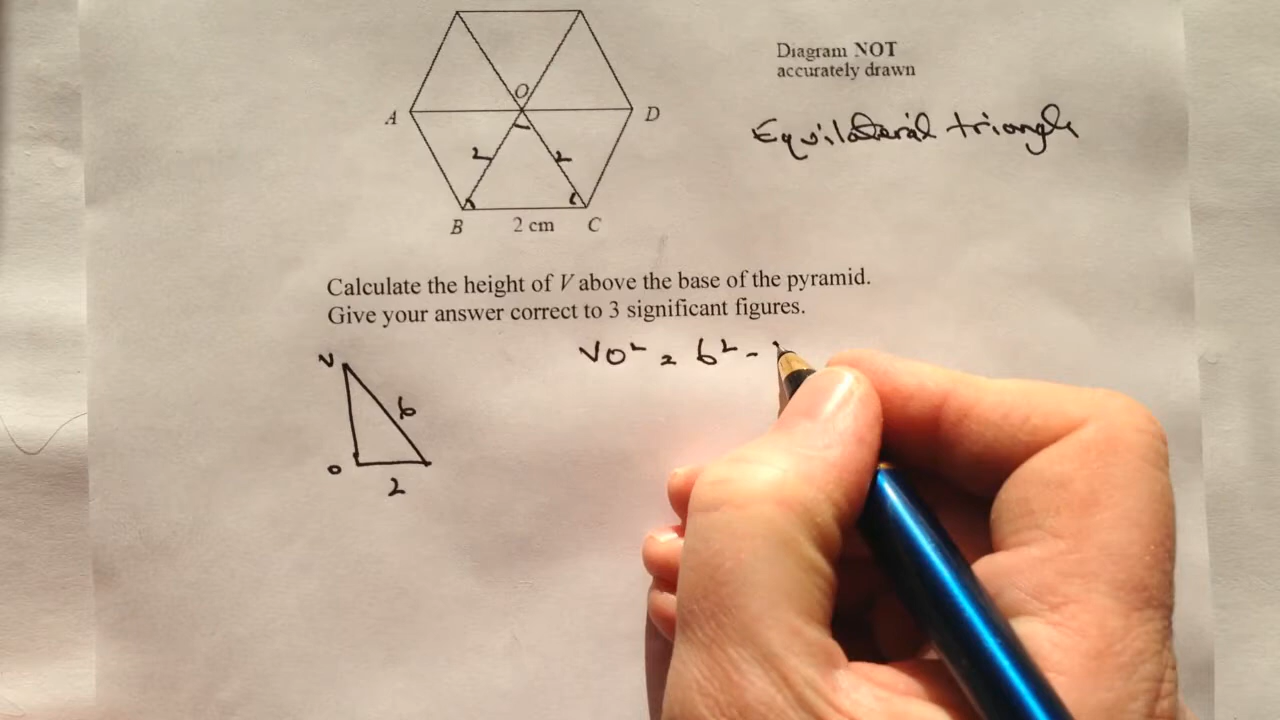 Diagram NOT
accurately drawn
O
A
D
Equilateral triangle
2 2
B 2 cm C
Calculate the height of V above the base of the pyramid.
Give your answer correct to 3 significant figures.
VO² = 6² -
V
6
O
2